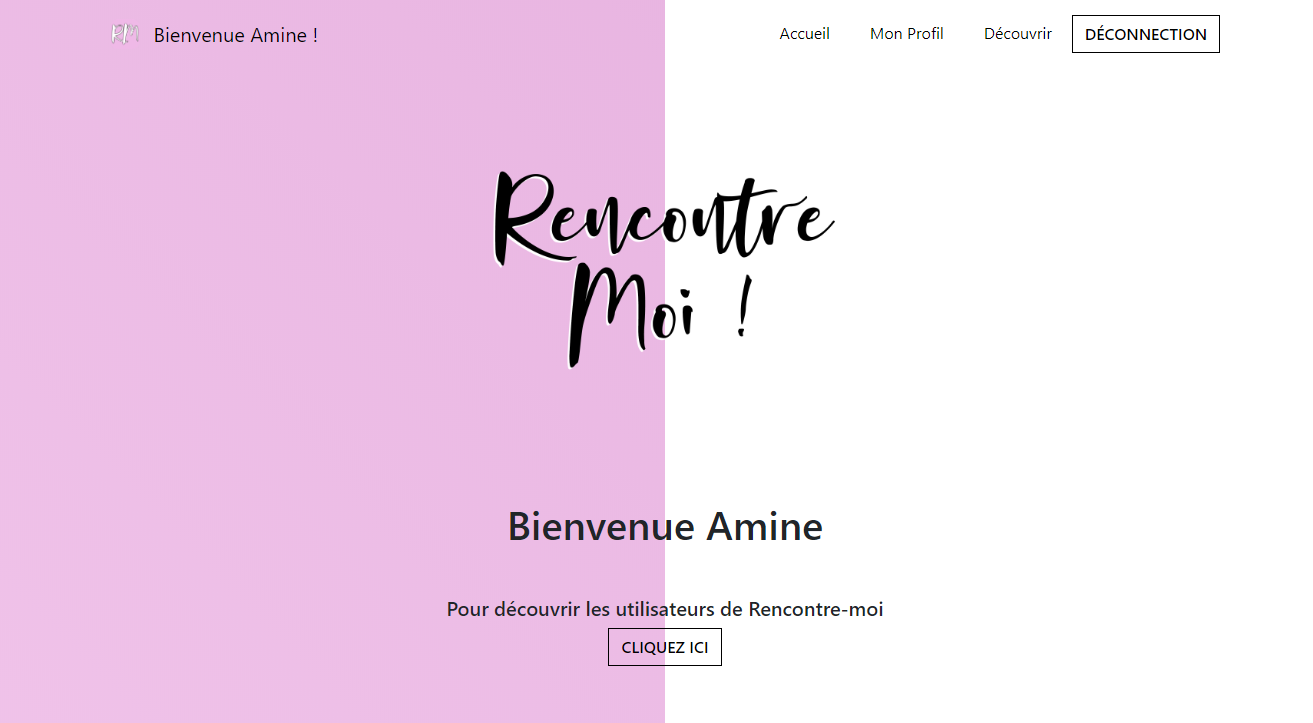 RM Bienvenue Amine ! Accueil Mon Profil Découvrir DÉCONNECTION
Rencontre
Moi !
Bienvenue Amine
Pour découvrir les utilisateurs de Rencontre-moi
CLIQUEZ ICI